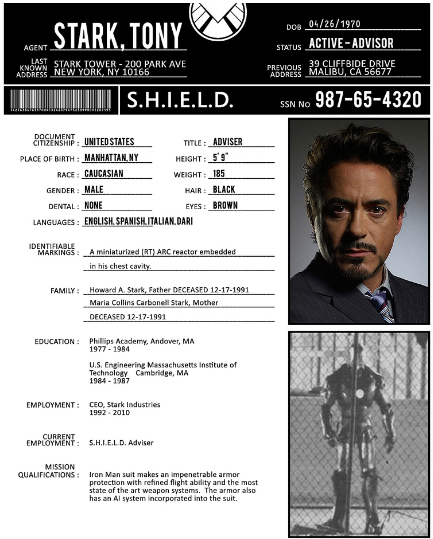 AGENT STARK, TONY
DOB 04/26/1970
STATUS ACTIVE - ADVISOR
LAST KNOWN ADDRESS STARK TOWER - 200 PARK AVE
NEW YORK, NY 10166
PREVIOUS ADDRESS 39 CLIFFBIDE DRIVE
MALIBU, CA 56677
S.H.I.E.L.D.
SSN No 987-65-4320
DOCUMENT CITIZENSHIP : UNITED STATES
TITLE : ADVISER
PLACE OF BIRTH : MANHATTAN, NY
HEIGHT : 5' 9"
RACE : CAUCASIAN
WEIGHT : 185
GENDER : MALE
HAIR : BLACK
DENTAL : NONE
EYES : BROWN
LANGUAGES : ENGLISH, SPANISH, ITALIAN, DARI
IDENTIFIABLE MARKINGS : A miniaturized (RT) ARC reactor embedded
in his chest cavity.
FAMILY : Howard A. Stark, Father DECEASED 12-17-1991
Maria Collins Carbonell Stark, Mother
DECEASED 12-17-1991
EDUCATION : Phillips Academy, Andover, MA
1977 - 1984
U.S. Engineering Massachusetts Institute of
Technology Cambridge, MA
1984 - 1987
EMPLOYMENT : CEO, Stark Industries
1992 - 2010
CURRENT EMPLOYMENT : S.H.I.E.L.D. Adviser
MISSION QUALIFICATIONS : Iron Man suit makes an impenetrable armor
protection with refined flight ability and the most
state of the art weapon systems. The armor also
has an AI system incorporated into the suit.